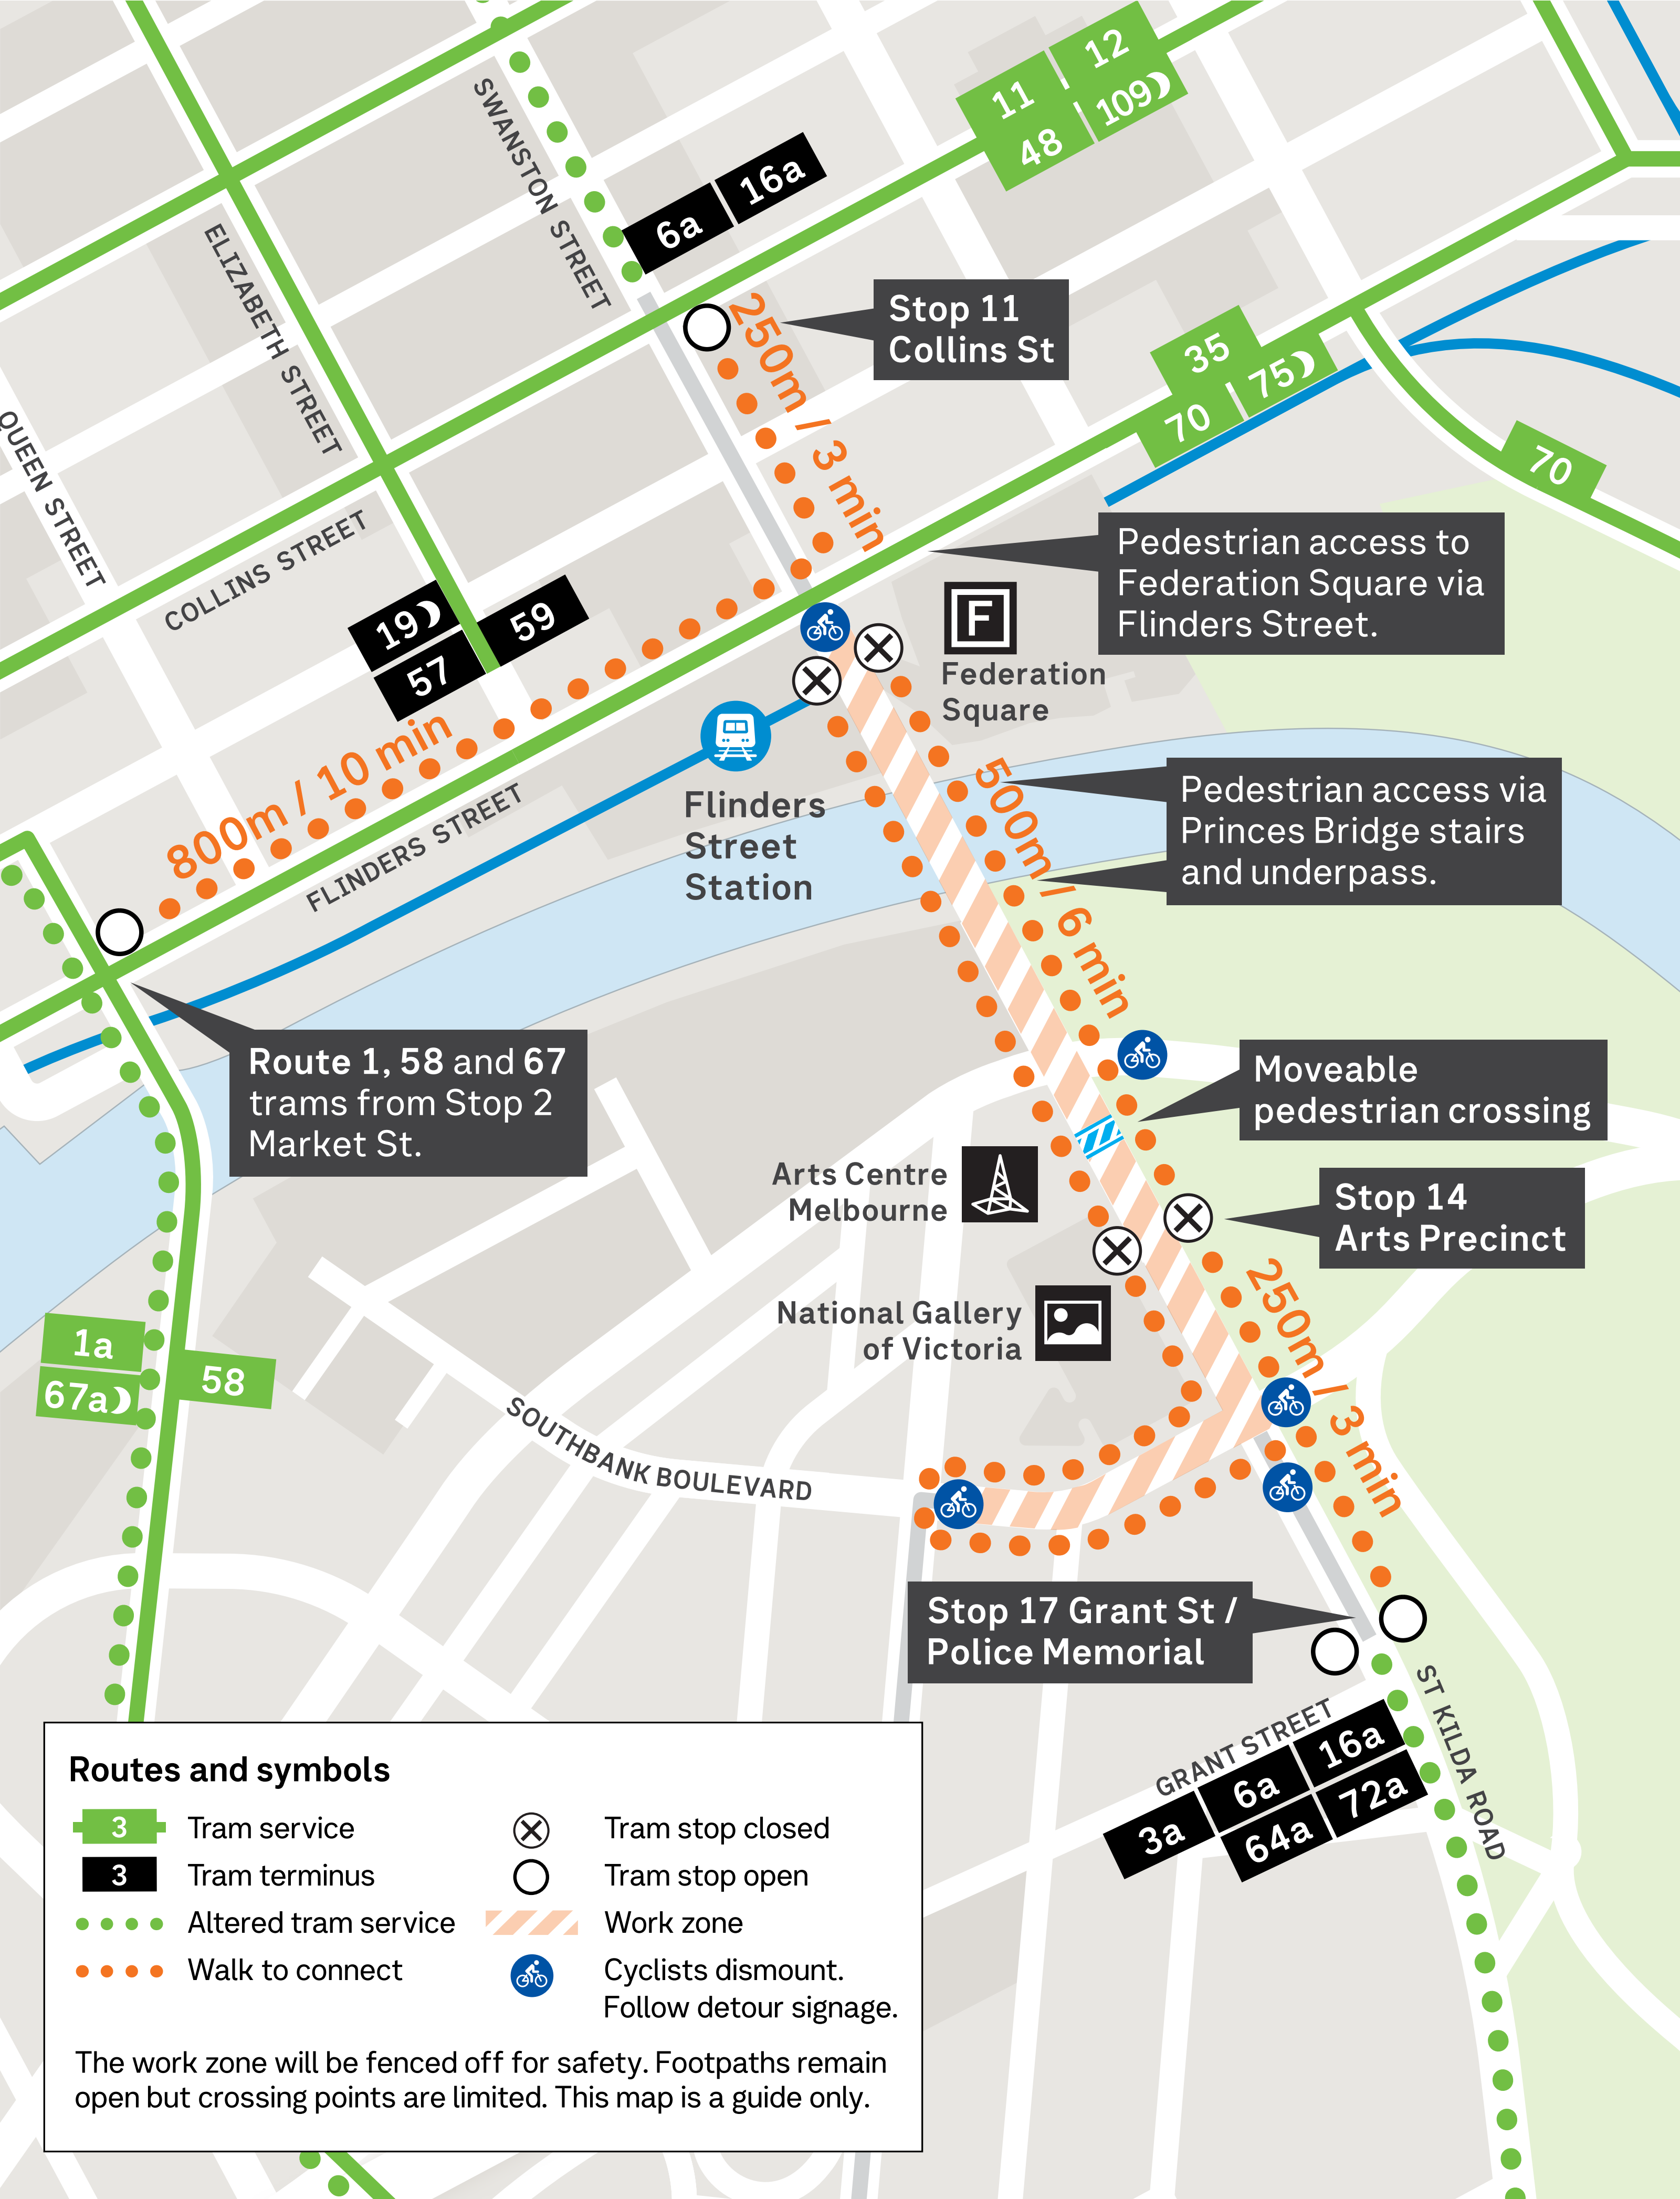 11
12
48
109
SWANSTON STREET
6a
16a
ELIZABETH STREET
Stop 11
Collins St
250m / 3 min
35
70
75
70
QUEEN STREET
COLLINS STREET
Pedestrian access to
Federation Square via
Flinders Street.
19
59
57
F
Federation
Square
800m / 10 min
FLINDERS STREET
Flinders
Street
Station
500m / 6 min
Pedestrian access via
Princes Bridge stairs
and underpass.
Route 1, 58 and 67
trams from Stop 2
Market St.
Moveable
pedestrian crossing
Arts Centre
Melbourne
Stop 14
Arts Precinct
National Gallery
of Victoria
250m / 3 min
1a
67a
58
SOUTHBANK BOULEVARD
Stop 17 Grant St /
Police Memorial
ST KILDA ROAD
GRANT STREET
3a
6a
16a
64a
72a
Routes and symbols
3
Tram service
Tram stop closed
3
Tram terminus
Tram stop open
Altered tram service
Work zone
Walk to connect
Cyclists dismount.
Follow detour signage.
The work zone will be fenced off for safety. Footpaths remain
open but crossing points are limited. This map is a guide only.